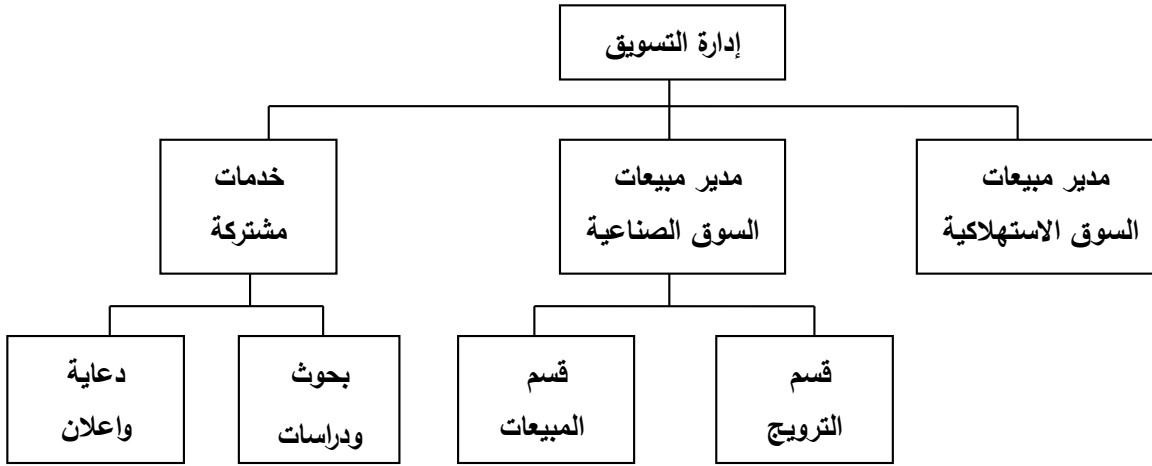 إدارة التسويق
مدير مبيعات
السوق الاستهلاكية
مدير مبيعات
السوق الصناعية
خدمات
مشتركة
قسم
الترويج
قسم
المبيعات
بحوث
ودراسات
دعاية
واعلان